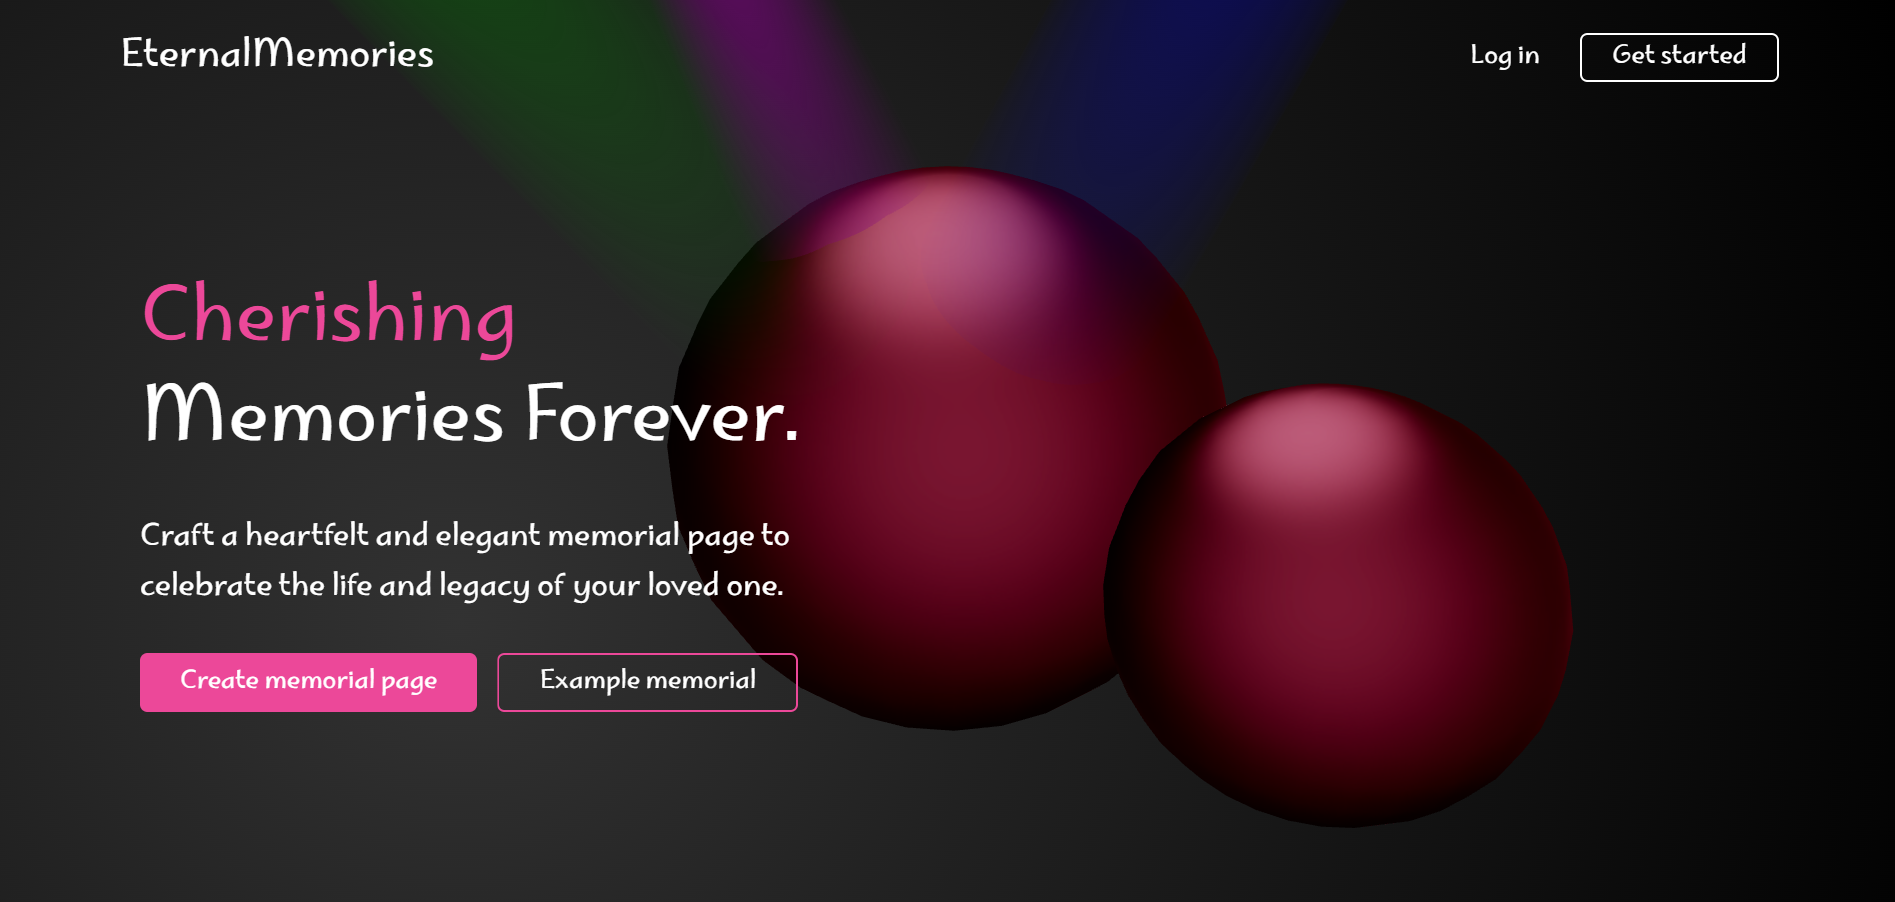 EternalMemories
Log in
Get started
Cherishing
Memories Forever.
Craft a heartfelt and elegant memorial page to
celebrate the life and legacy of your loved one.
Create memorial page
Example memorial